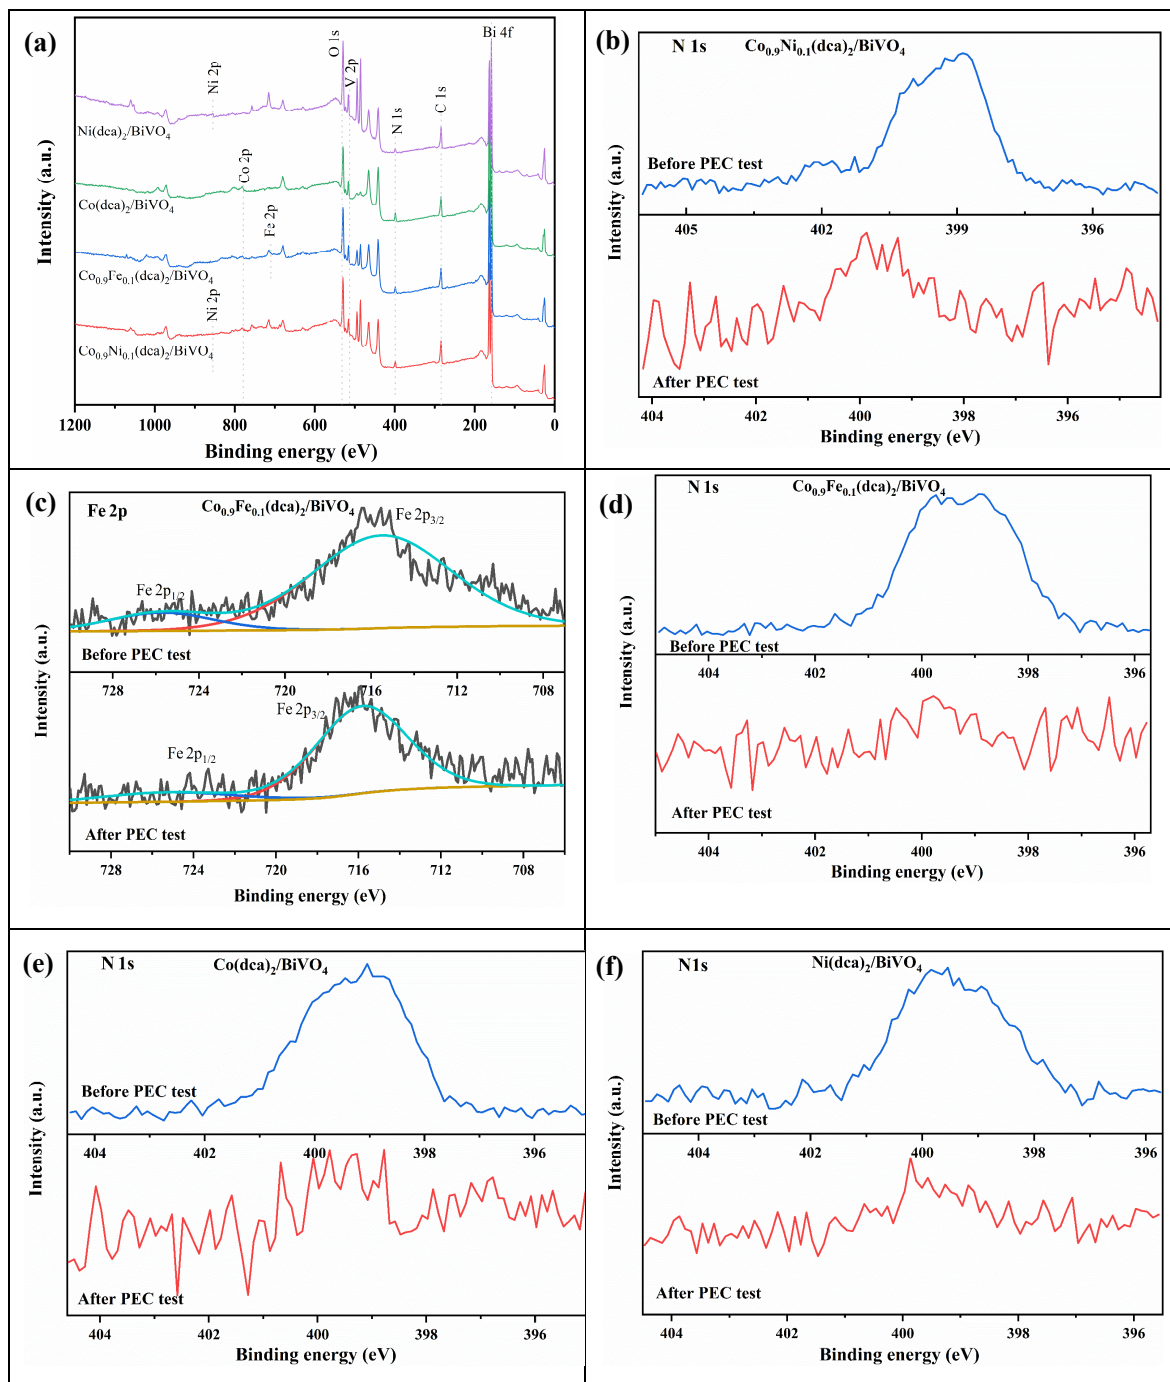 (a)
Intensity (a.u.)
Ni 2p
O 1s
V 2p
N 1s
C 1s
Bi 4f
Ni(dca)₂/BiVO₄
Co 2p
Co(dca)₂/BiVO₄
Fe 2p
Co₀.₉Fe₀.₁(dca)₂/BiVO₄
Ni 2p
Co₀.₉Ni₀.₁(dca)₂/BiVO₄
1200 1000 800 600 400 200 0
Binding energy (eV)
(b)
N 1s Co₀.₉Ni₀.₁(dca)₂/BiVO₄
Intensity (a.u.)
Before PEC test
405 402 399 396
After PEC test
404 402 400 398 396
Binding energy (eV)
(c)
Fe 2p Co₀.₉Fe₀.₁(dca)₂/BiVO₄
Fe 2p₃/₂
Fe 2p₁/₂
Intensity (a.u.)
Before PEC test
728 724 720 715 711 707
Fe 2p₃/₂
Fe 2p₁/₂
After PEC test
728 724 720 716 712 708
Binding energy (eV)
(d)
N 1s Co₀.₉Fe₀.₁(dca)₂/BiVO₄
Intensity (a.u.)
Before PEC test
404 402 400 398 396
After PEC test
404 402 400 398 396
Binding energy (eV)
(e)
N 1s Co(dca)₂/BiVO₄
Intensity (a.u.)
Before PEC test
404 402 400 398 396
After PEC test
404 402 400 398 396
Binding energy (eV)
(f)
N1s Ni(dca)₂/BiVO₄
Intensity (a.u.)
Before PEC test
404 402 400 398 396
After PEC test
404 402 400 398 396
Binding energy (eV)